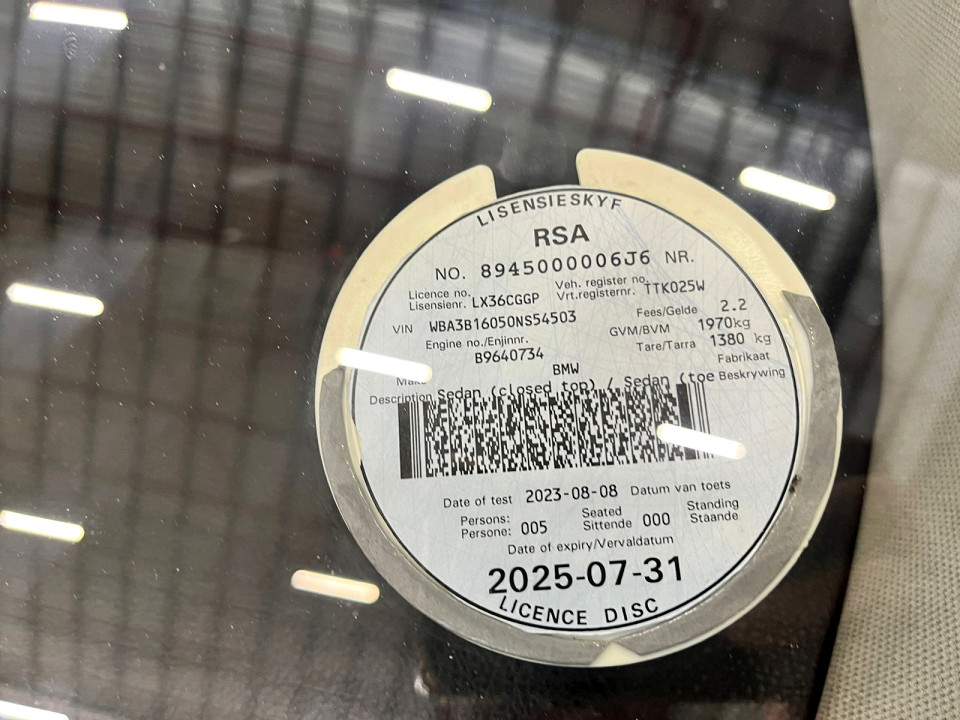 LISENSIESKYF
RSA
NO. 8945000006J6 NR.
Licence no. Veh. register no.
Lisensienr. LX36CGGP Vrt.registernr. TTK025W
VIN WBA3B16050NS54503 Fees/Gelde 2.2
Engine no./Enjinnr. GVM/BVM 1970kg
B9640734 Tare/Tarra 1380 kg
Make BMW Fabrikaat
Description Sedan (closed top) / Sedan (toe Beskrywing
Date of test 2023-08-08 Datum van toets
Persons: Seated Standing
Persone: 005 Sittende 000 Staande
Date of expiry/Vervaldatum
2025-07-31
LICENCE DISC